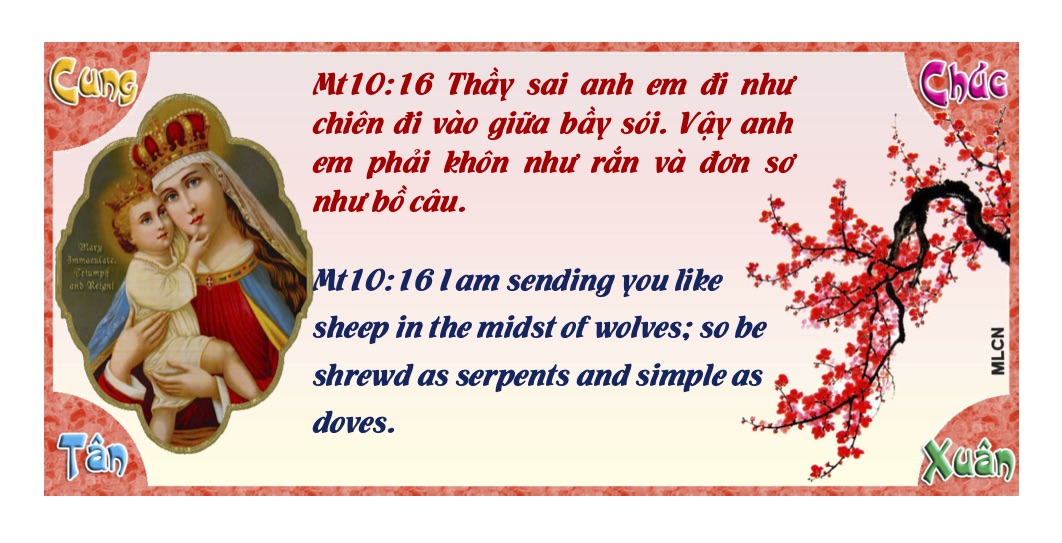 Cung
Chúc
Mt10:16 Thầy sai anh em đi như
chiên đi vào giữa bầy sói. Vậy anh
em phải khôn như rắn và đơn sơ
như bồ câu.
Mary
Immaculate,
Triumph
and Reign!
Mt10:16 I am sending you like
sheep in the midst of wolves; so be
shrewd as serpents and simple as
doves.
MLCN
Tân
Xuân